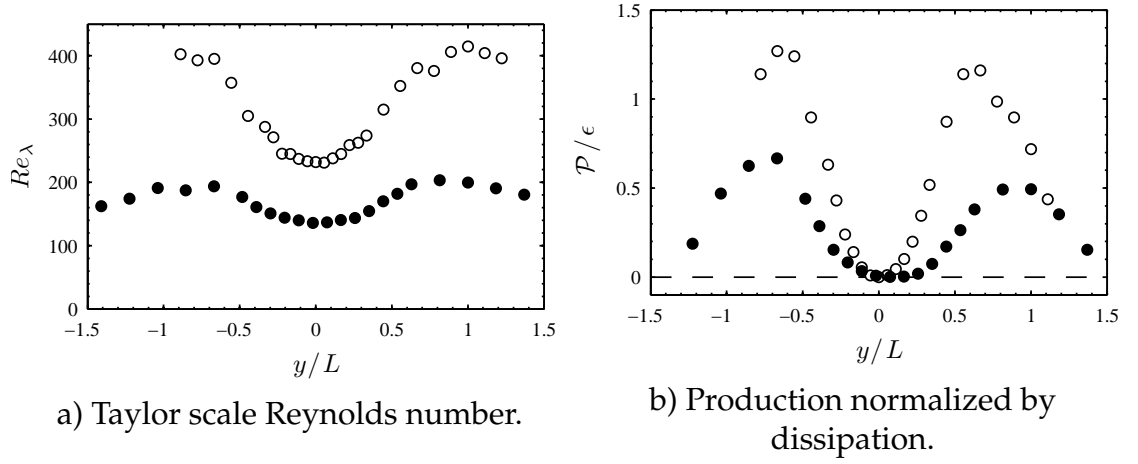 400
300
200
100
0
Re_λ
−1.5 −1 −0.5 0 0.5 1 1.5
y/L
a) Taylor scale Reynolds number.
1.5
1
0.5
0
𝒫/ϵ
−1.5 −1 −0.5 0 0.5 1 1.5
y/L
b) Production normalized by
dissipation.